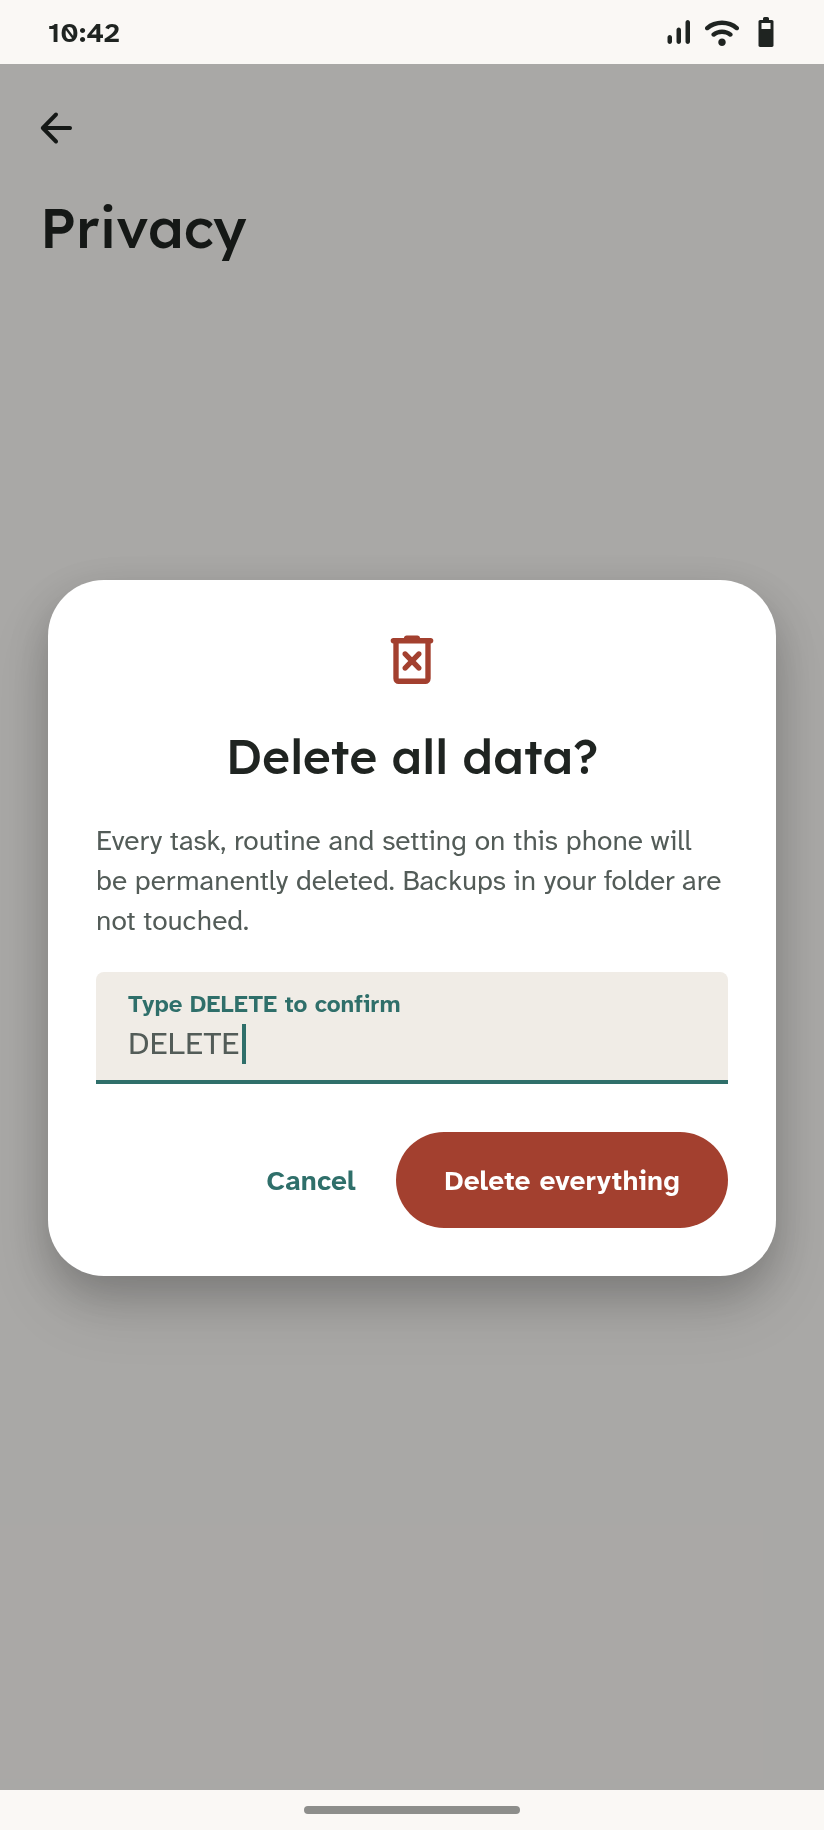 10:42
Privacy
Delete all data?
Every task, routine and setting on this phone will
be permanently deleted. Backups in your folder are
not touched.
Type DELETE to confirm
DELETE
Cancel
Delete everything